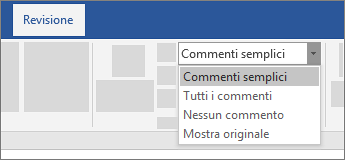 Revisione
Commenti semplici
Commenti semplici
Tutti i commenti
Nessun commento
Mostra originale